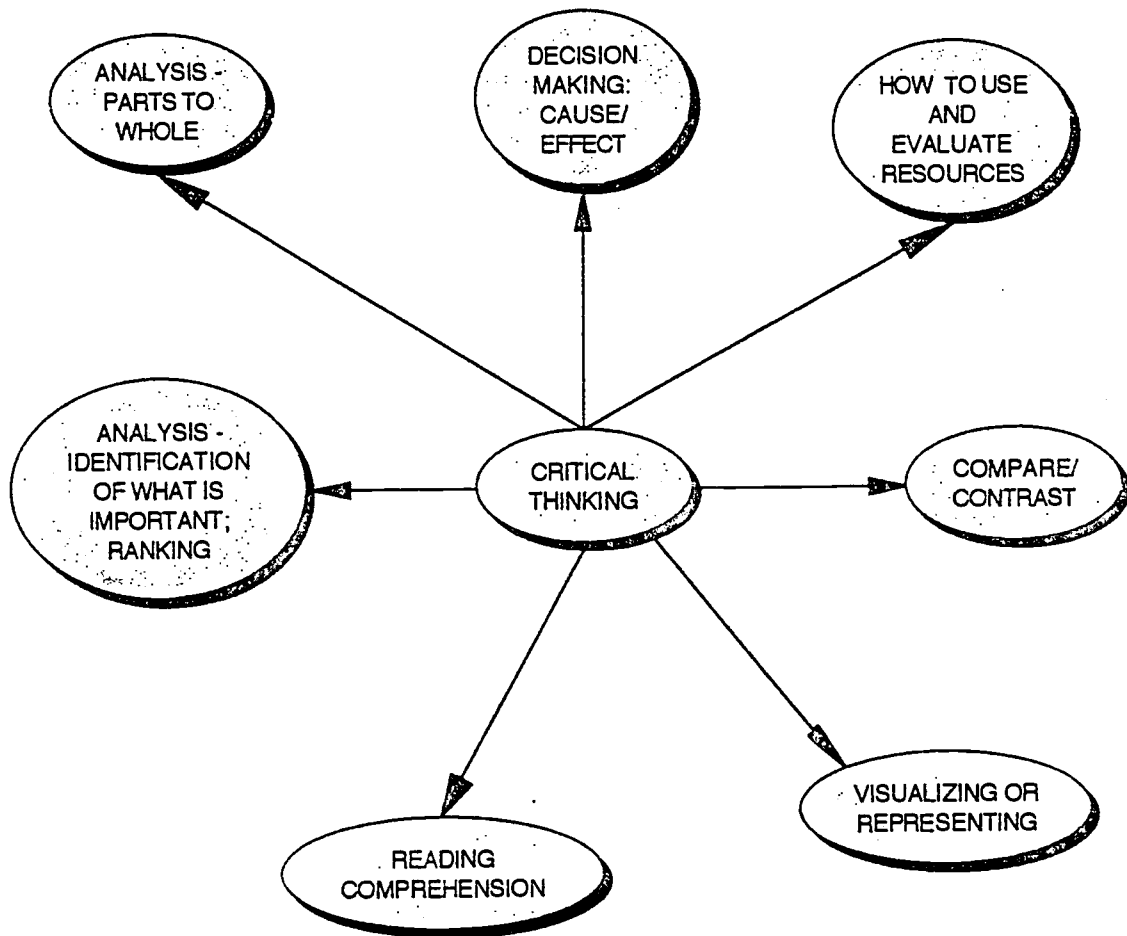 ANALYSIS -
PARTS TO
WHOLE
DECISION
MAKING:
CAUSE/
EFFECT
HOW TO USE
AND
EVALUATE
RESOURCES
ANALYSIS -
IDENTIFICATION
OF WHAT IS
IMPORTANT;
RANKING
CRITICAL
THINKING
COMPARE/
CONTRAST
READING
COMPREHENSION
VISUALIZING OR
REPRESENTING